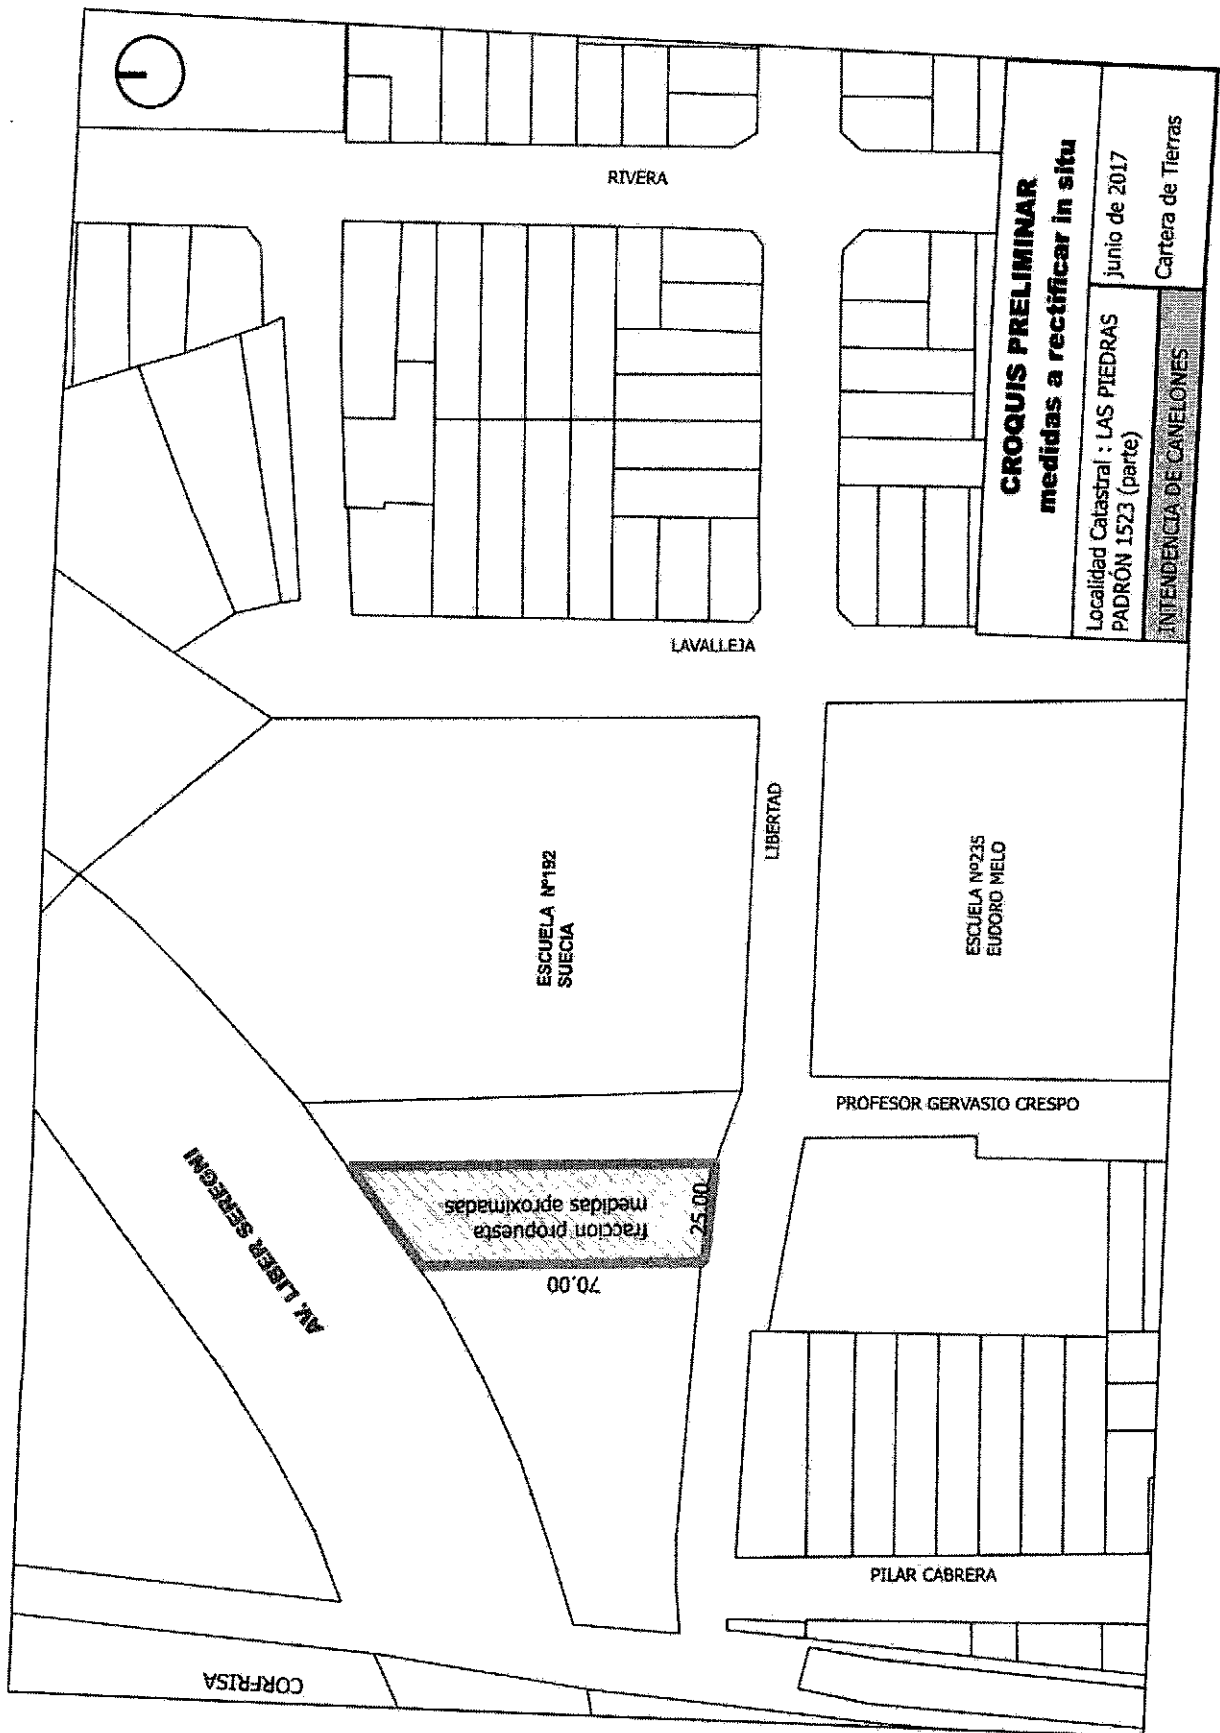 RIVERA
LAVALLEJA
ESCUELA Nº192
SUECIA
LIBERTAD
ESCUELA Nº235
EUDORO MELO
PROFESOR GERVASIO CRESPO
AV. LIBER SEREGNI
fraccion propuesta
medidas aproximadas
25.00
70.00
PILAR CABRERA
CORFRISA
CROQUIS PRELIMINAR
medidas a rectificar in situ
Localidad Catastral : LAS PIEDRAS
PADRÓN 1523 (parte)
junio de 2017
INTENDENCIA DE CANELONES
Cartera de Tierras